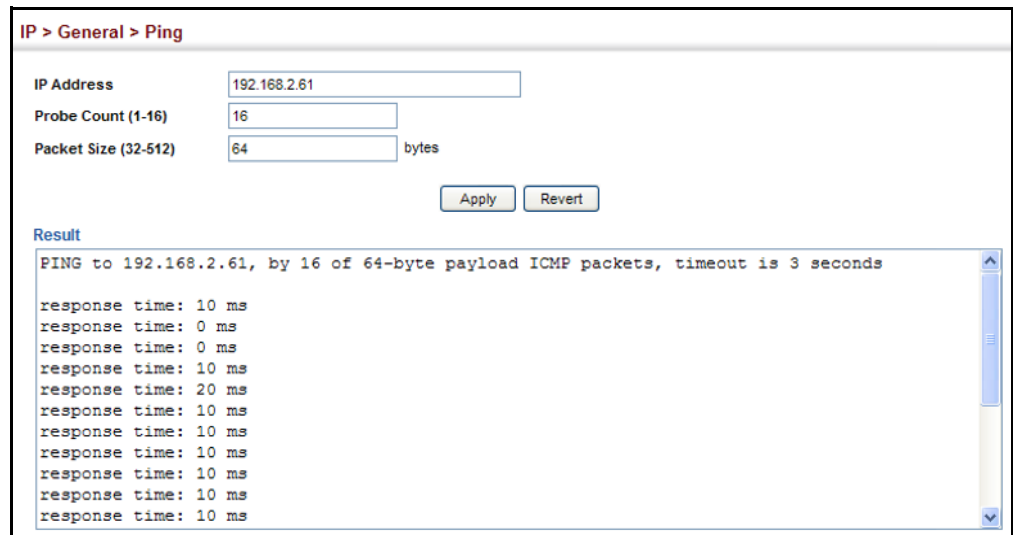 IP > General > Ping
IP Address 192.168.2.61
Probe Count (1-16) 16
Packet Size (32-512) 64 bytes
Apply Revert
Result
PING to 192.168.2.61, by 16 of 64-byte payload ICMP packets, timeout is 3 seconds
response time: 10 ms
response time: 0 ms
response time: 0 ms
response time: 10 ms
response time: 20 ms
response time: 10 ms
response time: 10 ms
response time: 10 ms
response time: 10 ms
response time: 10 ms
response time: 10 ms